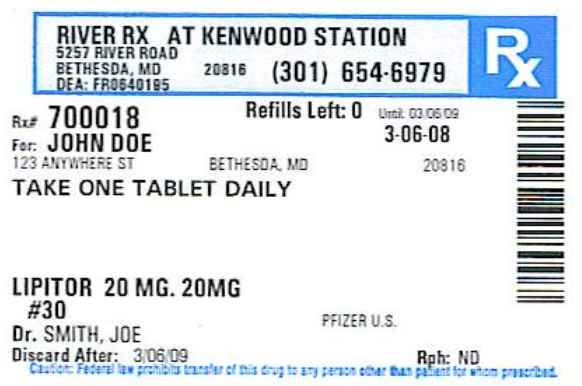 RIVER RX AT KENWOOD STATION
5257 RIVER ROAD
BETHESDA, MD 20816 (301) 654-6979
DEA: FR0640195
Rx
Rx# 700018 Refills Left: 0 Until: 03/06/09
For: JOHN DOE 3-06-08
123 ANYWHERE ST BETHESDA, MD 20816
TAKE ONE TABLET DAILY
LIPITOR 20 MG. 20MG
#30 PFIZER U.S.
Dr. SMITH, JOE
Discard After: 3/06/09 Rph: ND
Caution: Federal law prohibits transfer of this drug to any person other than patient for whom prescribed.